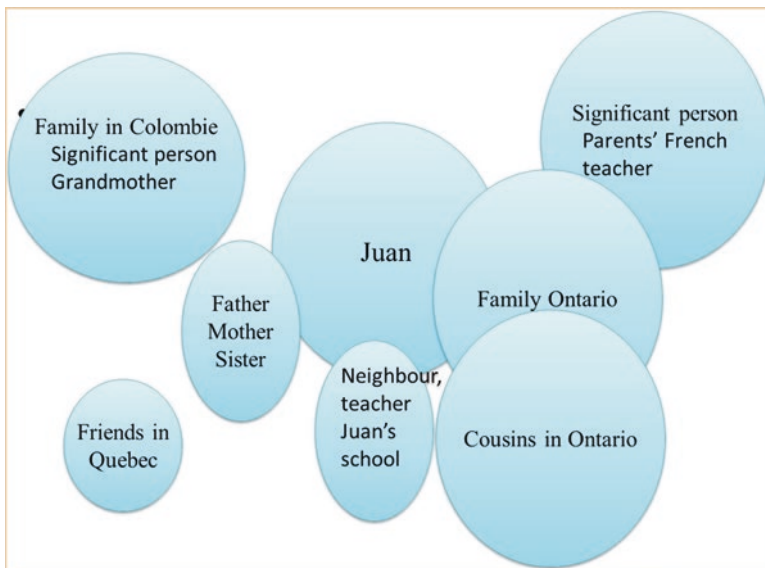 Family in Colombie
Significant person
Grandmother
Significant person
Parents’ French
teacher
Juan
Family Ontario
Father
Mother
Sister
Neighbour,
teacher
Juan’s
school
Friends in
Quebec
Cousins in Ontario